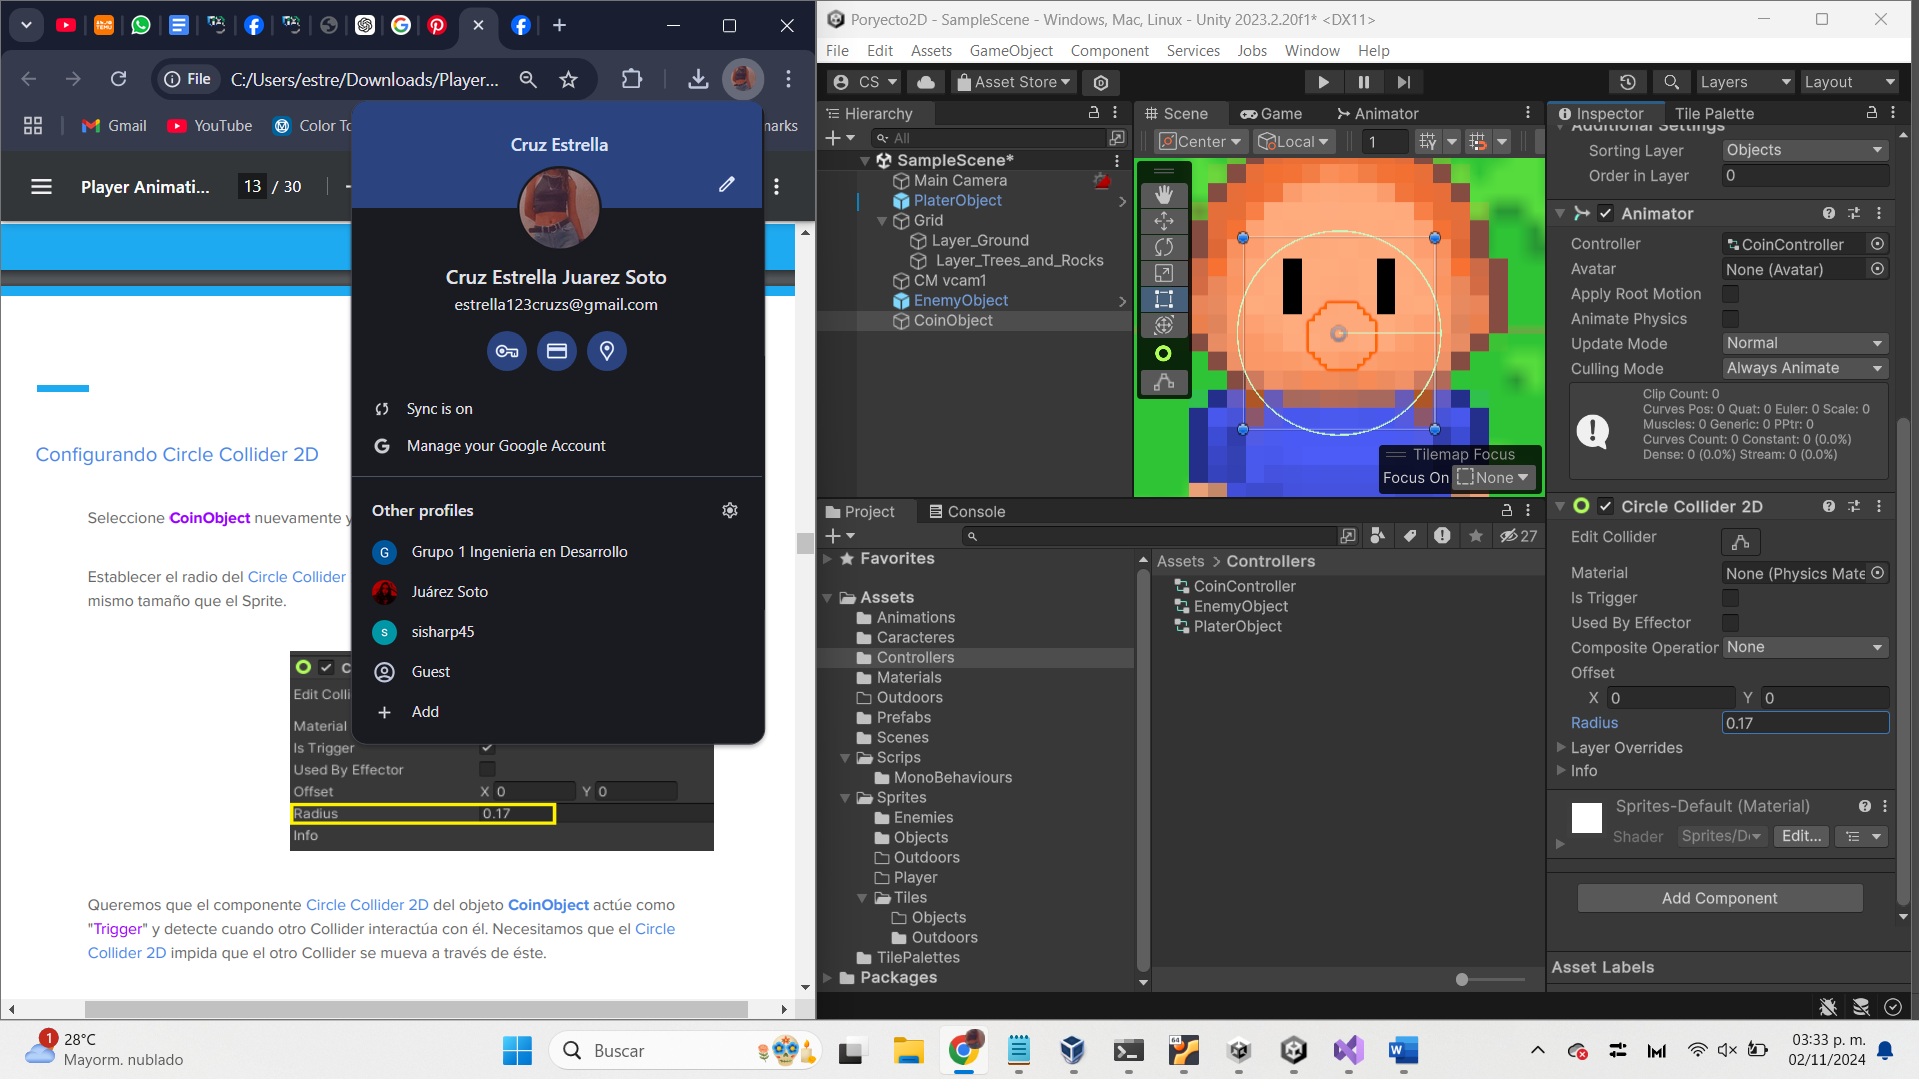 File
C:/Users/estre/Downloads/Player...
Gmail
YouTube
Color To
narks
Player Animati...
13 / 30
Cruz Estrella
Cruz Estrella Juarez Soto
estrella123cruzs@gmail.com
Sync is on
Manage your Google Account
Other profiles
G
Grupo 1 Ingenieria en Desarrollo
Juárez Soto
S
sisharp45
Guest
Add
Configurando Circle Collider 2D
Seleccione CoinObject nuevamente y
Establecer el radio del Circle Collider
mismo tamaño que el Sprite.
C
Edit Colli
Material
Is Trigger
Used By Effector
Offset X 0 Y 0
Radius 0.17
Info
Queremos que el componente Circle Collider 2D del objeto CoinObject actúe como
"Trigger" y detecte cuando otro Collider interactúa con él. Necesitamos que el Circle
Collider 2D impida que el otro Collider se mueva a través de éste.
Poryecto2D - SampleScene - Windows, Mac, Linux - Unity 2023.2.20f1* <DX11>
File Edit Assets GameObject Component Services Jobs Window Help
CS
Asset Store
Layers
Layout
Hierarchy
All
SampleScene*
Main Camera
PlaterObject
Grid
Layer_Ground
Layer_Trees_and_Rocks
CM vcam1
EnemyObject
CoinObject
Scene Game Animator
Center Local 1
Tilemap Focus
Focus On None
Project Console
27
Favorites
Assets
Animations
Caracteres
Controllers
Materials
Outdoors
Prefabs
Scenes
Scrips
MonoBehaviours
Sprites
Enemies
Objects
Outdoors
Player
Tiles
Objects
Outdoors
TilePalettes
Packages
Assets > Controllers
CoinController
EnemyObject
PlaterObject
Inspector Tile Palette
Additional Settings
Sorting Layer Objects
Order in Layer 0
Animator
Controller CoinController
Avatar None (Avatar)
Apply Root Motion
Animate Physics
Update Mode Normal
Culling Mode Always Animate
Clip Count: 0
Curves Pos: 0 Quat: 0 Euler: 0 Scale: 0
Muscles: 0 Generic: 0 PPtr: 0
Curves Count: 0 Constant: 0 (0.0%)
Dense: 0 (0.0%) Stream: 0 (0.0%)
Circle Collider 2D
Edit Collider
Material None (Physics Mate
Is Trigger
Used By Effector
Composite Operation None
Offset
X 0 Y 0
Radius 0.17
Layer Overrides
Info
Sprites-Default (Material)
Shader Sprites/D Edit...
Add Component
Asset Labels
1
28°C
Mayorm. nublado
Buscar
64
03:33 p. m.
02/11/2024